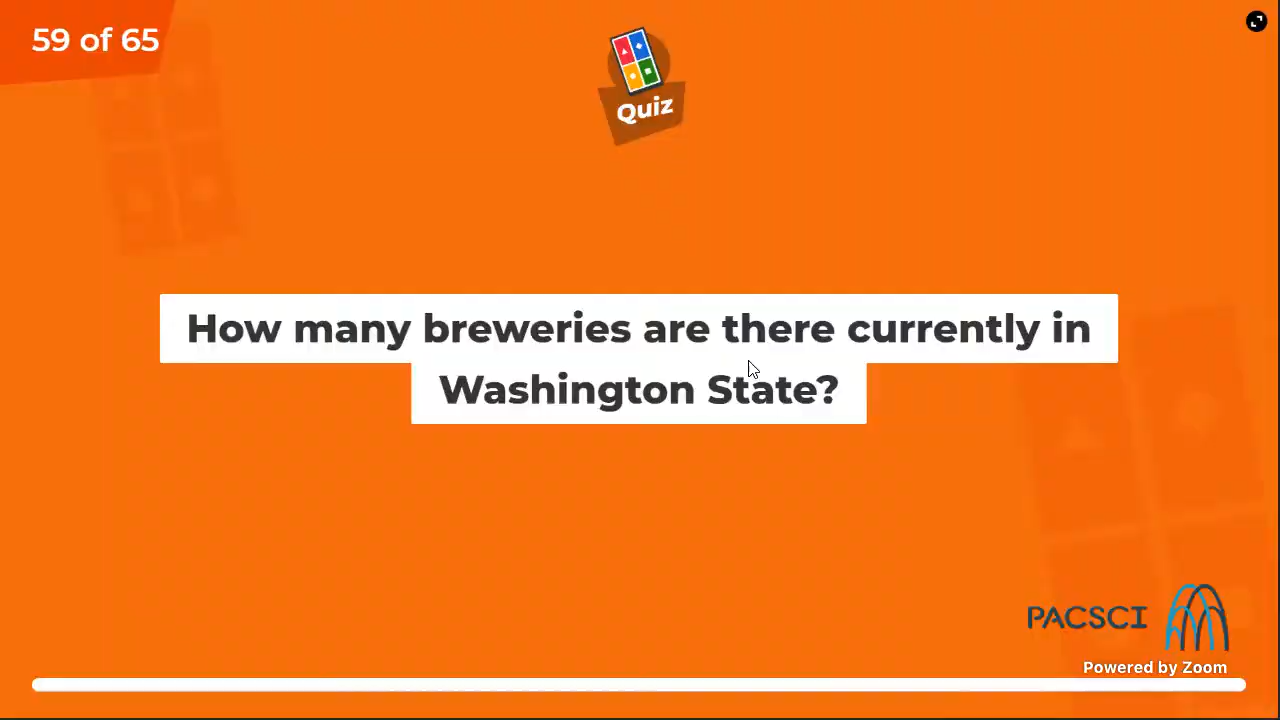 59 of 65
Quiz
How many breweries are there currently in
Washington State?
PACSCI
Powered by Zoom